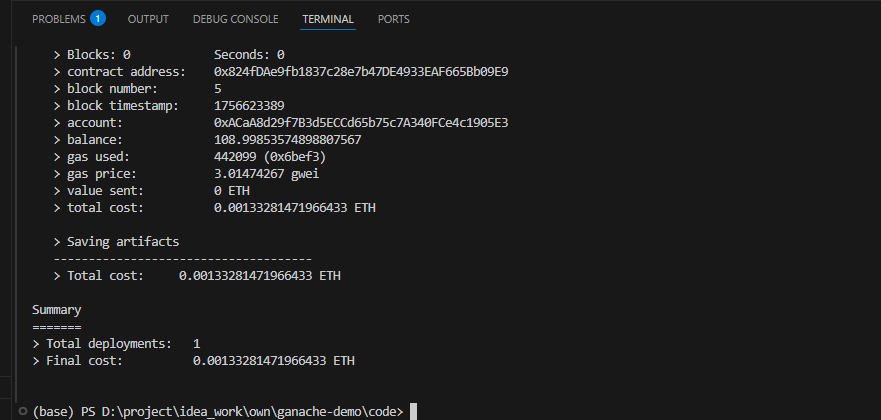 PROBLEMS 1 OUTPUT DEBUG CONSOLE TERMINAL PORTS
> Blocks: 0 Seconds: 0
> contract address: 0x824fDAe9fb1837c28e7b47DE4933EAF665Bb09E9
> block number: 5
> block timestamp: 1756623389
> account: 0xACaA8d29f7B3d5ECCd65b75c7A340FCe4c1905E3
> balance: 108.99853574898807567
> gas used: 442099 (0x6bef3)
> gas price: 3.01474267 gwei
> value sent: 0 ETH
> total cost: 0.00133281471966433 ETH
> Saving artifacts
-------------------------------------
> Total cost: 0.00133281471966433 ETH
Summary
=======
> Total deployments: 1
> Final cost: 0.00133281471966433 ETH
(base) PS D:\project\idea_work\own\ganache-demo\code>